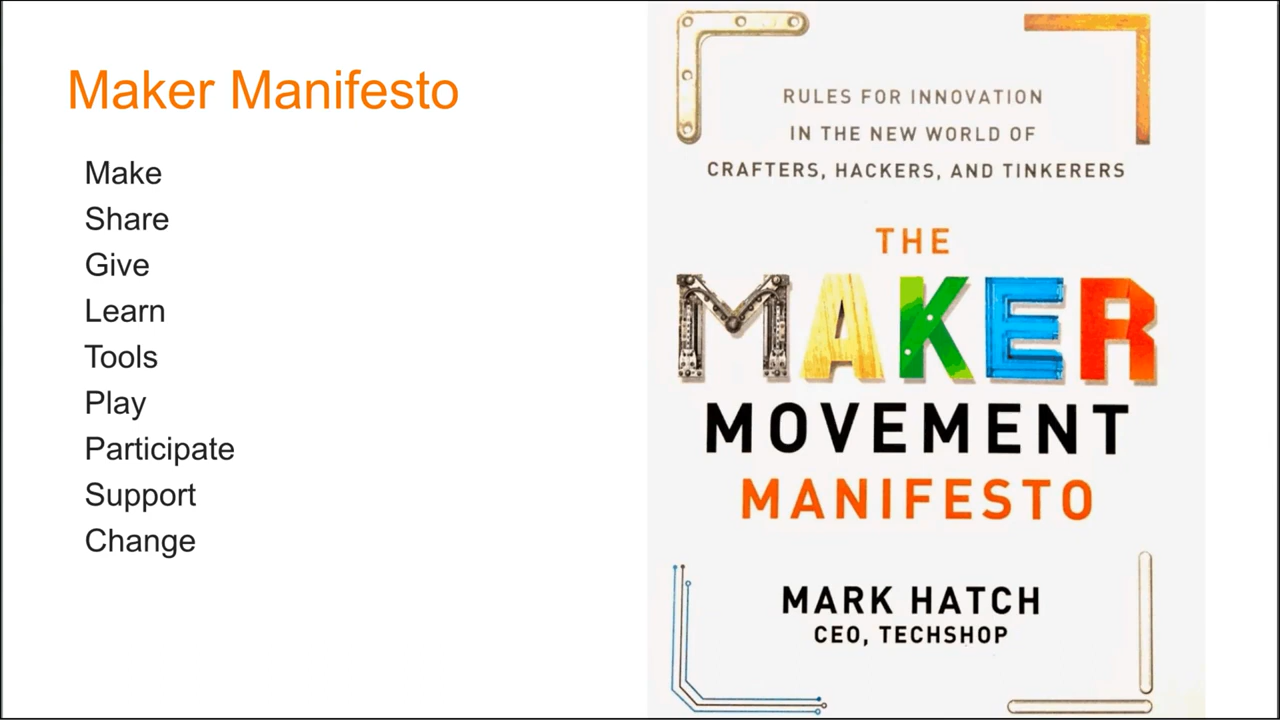 Maker Manifesto
Make
Share
Give
Learn
Tools
Play
Participate
Support
Change
RULES FOR INNOVATION
IN THE NEW WORLD OF
CRAFTERS, HACKERS, AND TINKERERS
THE
MAKER
MOVEMENT
MANIFESTO
MARK HATCH
CEO, TECHSHOP